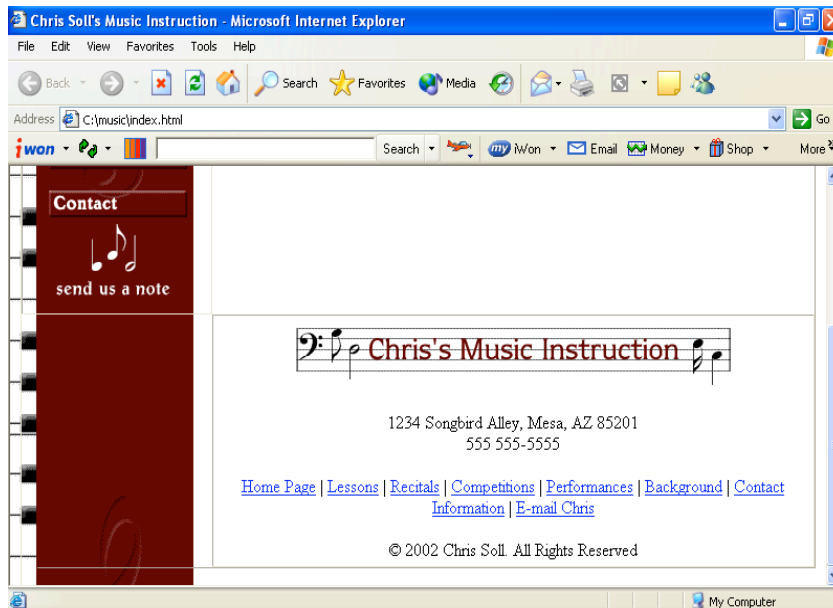 Chris Soll's Music Instruction - Microsoft Internet Explorer
File Edit View Favorites Tools Help
Back Search Favorites Media
Address C:\music\index.html Go
iwon Search my iWon Email Money Shop More
Contact
send us a note
Chris's Music Instruction
1234 Songbird Alley, Mesa, AZ 85201
555 555-5555
Home Page | Lessons | Recitals | Competitions | Performances | Background | Contact
Information | E-mail Chris
© 2002 Chris Soll. All Rights Reserved
My Computer